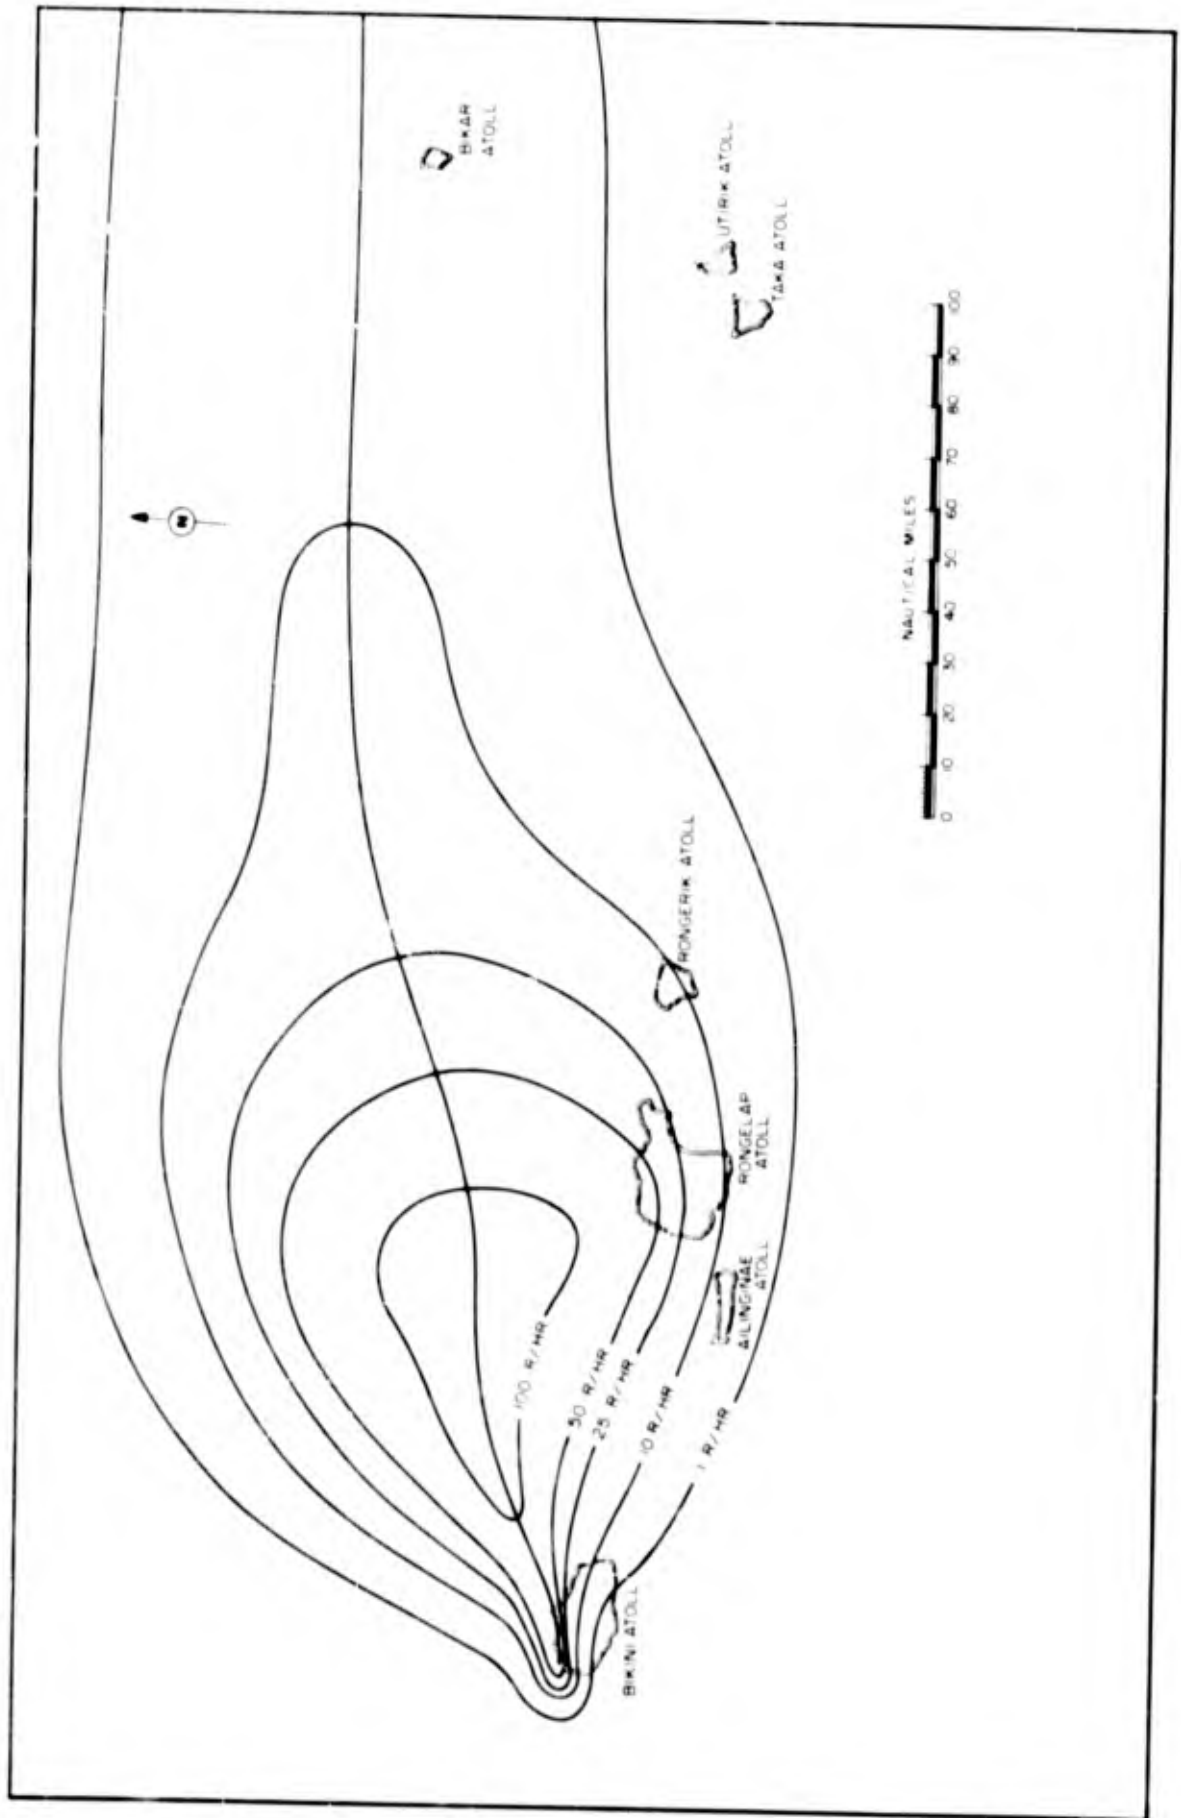 N
BIKAR
ATOLL
UTIRIK ATOLL
TAKA ATOLL
RONGERIK ATOLL
RONGELAP
ATOLL
AILINGINAE
ATOLL
BIKINI ATOLL
100 R/HR
50 R/HR
25 R/HR
10 R/HR
1 R/HR
NAUTICAL MILES
0 10 20 30 40 50 60 70 80 90 100